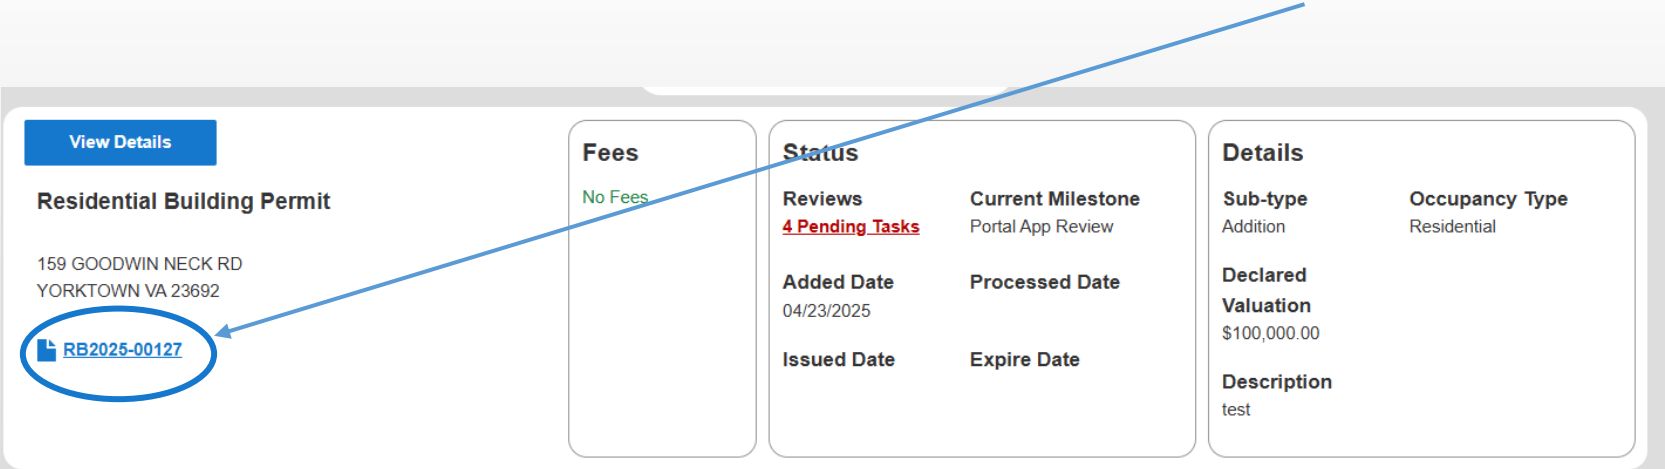 View Details
Residential Building Permit
159 GOODWIN NECK RD
YORKTOWN VA 23692
RB2025-00127
Fees
No Fees
Status
Reviews
4 Pending Tasks
Current Milestone
Portal App Review
Added Date
04/23/2025
Processed Date
Issued Date
Expire Date
Details
Sub-type
Addition
Occupancy Type
Residential
Declared
Valuation
$100,000.00
Description
test